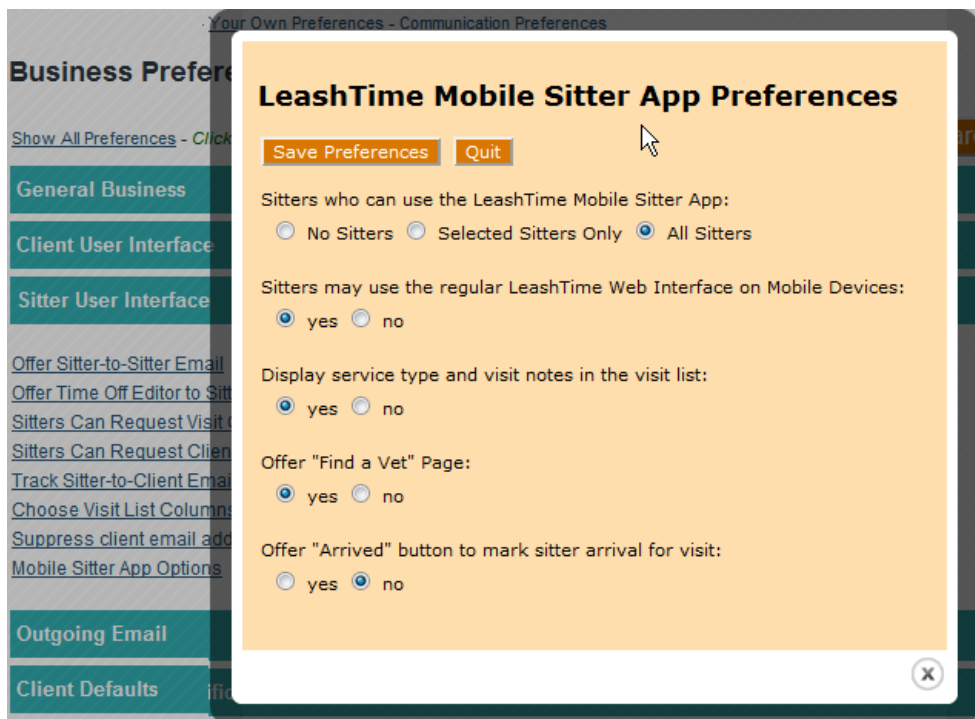 Your Own Preferences - Communication Preferences
Business Prefere
Show All Preferences - Click
General Business
Client User Interface
Sitter User Interface
Offer Sitter-to-Sitter Email
Offer Time Off Editor to Sitt
Sitters Can Request Visit C
Sitters Can Request Clien
Track Sitter-to-Client Emai
Choose Visit List Columns
Suppress client email add
Mobile Sitter App Options
Outgoing Email
Client Defaults
LeashTime Mobile Sitter App Preferences
Save Preferences Quit
Sitters who can use the LeashTime Mobile Sitter App:
No Sitters Selected Sitters Only All Sitters
Sitters may use the regular LeashTime Web Interface on Mobile Devices:
yes no
Display service type and visit notes in the visit list:
yes no
Offer "Find a Vet" Page:
yes no
Offer "Arrived" button to mark sitter arrival for visit:
yes no
x